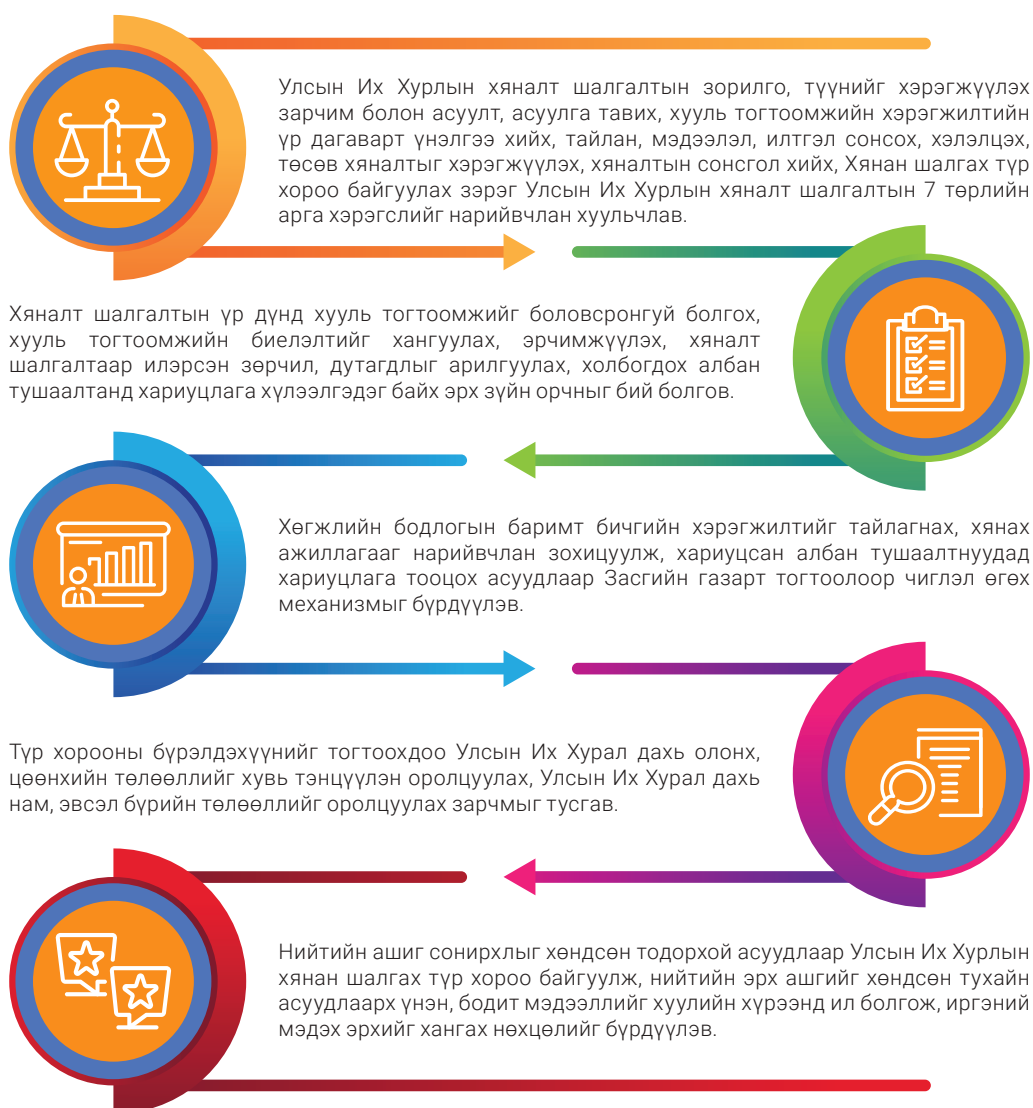 Улсын Их Хурлын хяналт шалгалтын зорилго, түүнийг хэрэгжүүлэх
зарчим болон асуулт, асуулга тавих, хууль тогтоомжийн хэрэгжилтийн
үр дагаварт үнэлгээ хийх, тайлан, мэдээлэл, илтгэл сонсох, хэлэлцэх,
төсөв хяналтыг хэрэгжүүлэх, хяналтын сонсгол хийх, Хянан шалгах түр
хороо байгуулах зэрэг Улсын Их Хурлын хяналт шалгалтын 7 төрлийн
арга хэрэгслийг нарийвчлан хуульчлав.
Хяналт шалгалтын үр дүнд хууль тогтоомжийг боловсронгуй болгох,
хууль тогтоомжийн биелэлтийг хангуулах, эрчимжүүлэх, хяналт
шалгалтаар илэрсэн зөрчил, дутагдлыг арилгуулах, холбогдох албан
тушаалтанд хариуцлага хүлээлгэдэг байх эрх зүйн орчныг бий болгов.
Хөгжлийн бодлогын баримт бичгийн хэрэгжилтийг тайлагнах, хянах
ажиллагааг нарийвчлан зохицуулж, хариуцсан албан тушаалтнуудад
хариуцлага тооцох асуудлаар Засгийн газарт тогтоолоор чиглэл өгөх
механизмыг бүрдүүлэв.
Түр хорооны бүрэлдэхүүнийг тогтоохдоо Улсын Их Хурал дахь олонх,
цөөнхийн төлөөллийг хувь тэнцүүлэн оролцуулах, Улсын Их Хурал дахь
нам, эвсэл бүрийн төлөөллийг оролцуулах зарчмыг тусгав.
Нийтийн ашиг сонирхлыг хөндсөн тодорхой асуудлаар Улсын Их Хурлын
хянан шалгах түр хороо байгуулж, нийтийн эрх ашгийг хөндсөн тухайн
асуудлаарх үнэн, бодит мэдээллийг хуулийн хүрээнд ил болгож, иргэний
мэдэх эрхийг хангах нөхцөлийг бүрдүүлэв.